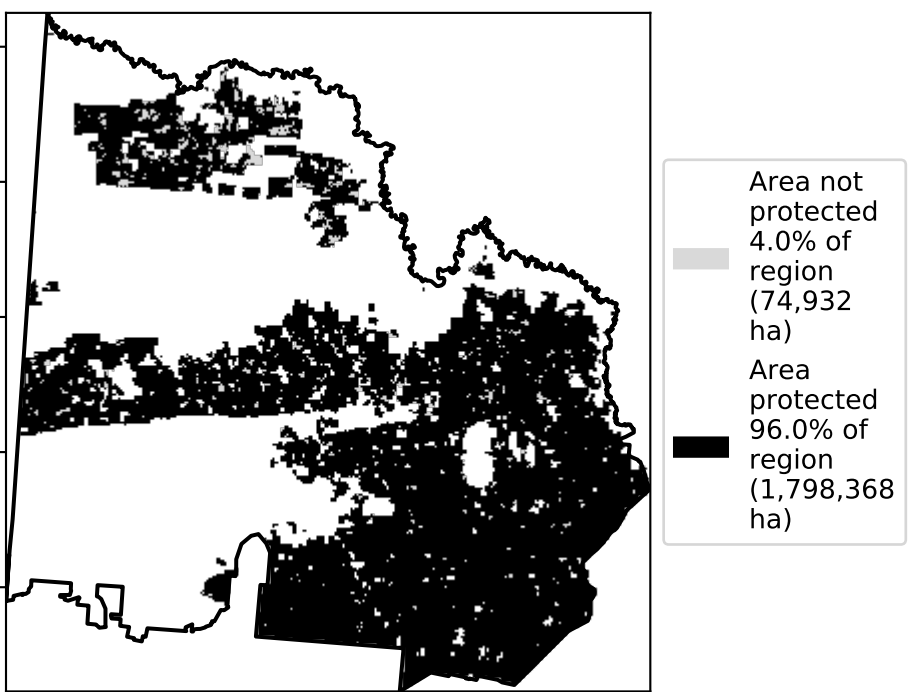 Area not
protected
4.0% of
region
(74,932
ha)
Area
protected
96.0% of
region
(1,798,368
ha)